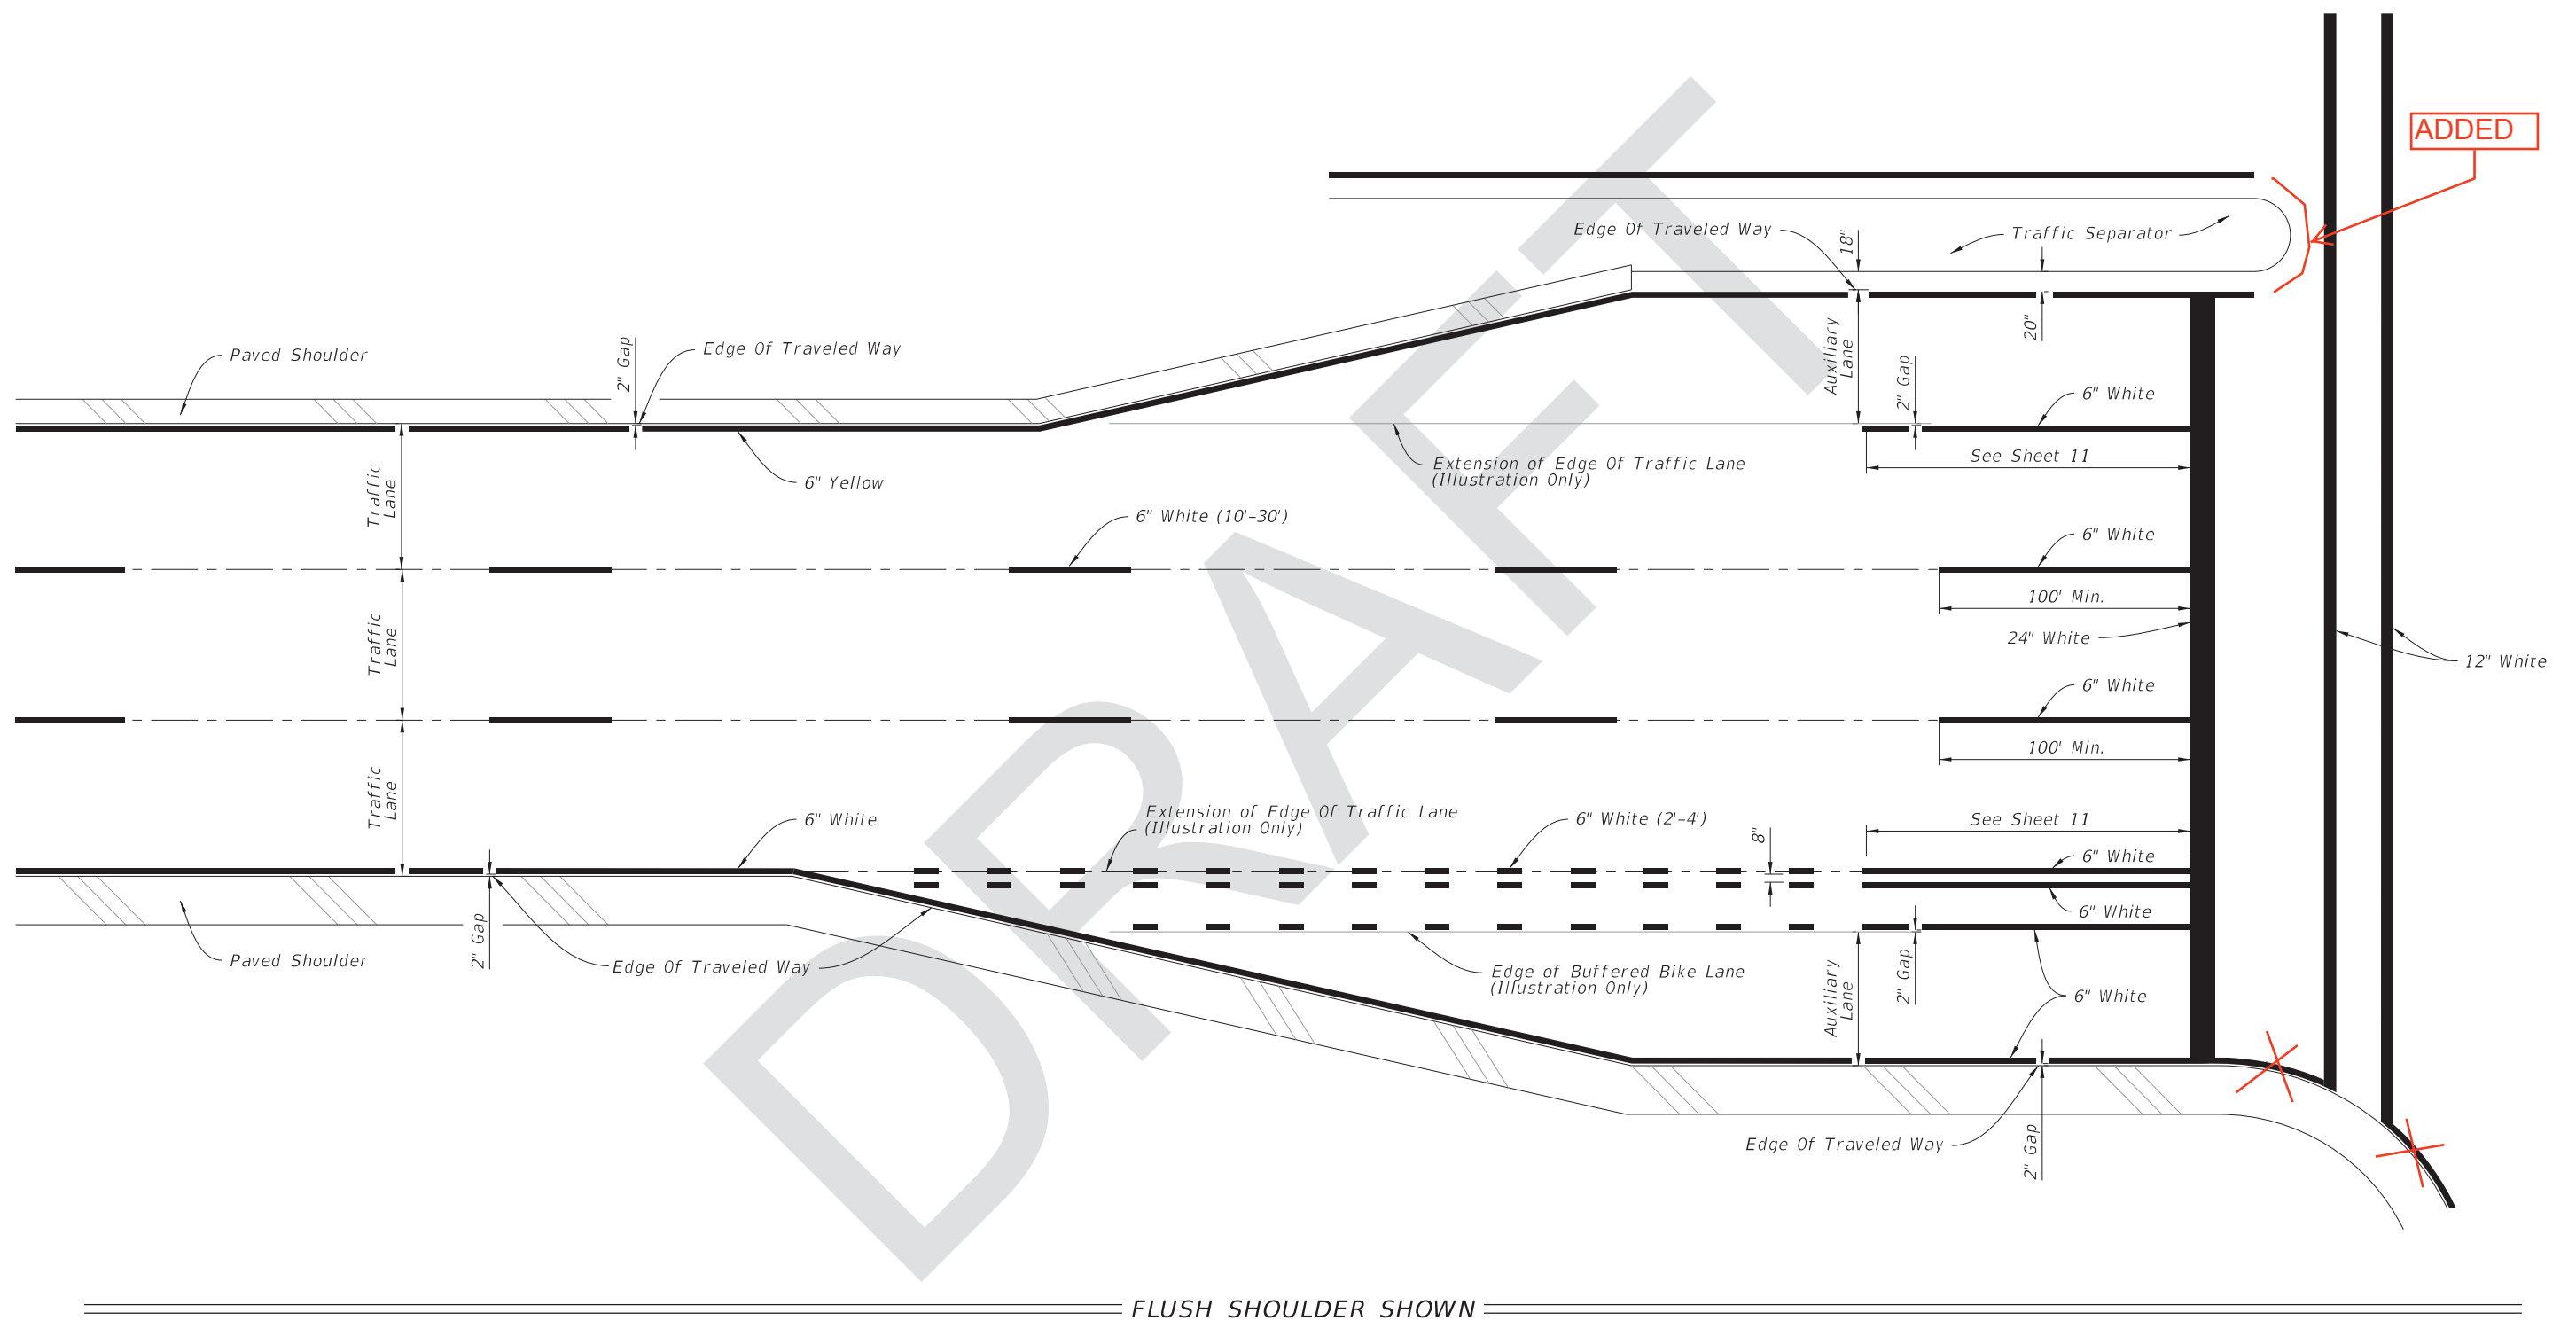 ADDED
Edge Of Traveled Way
18"
Traffic Separator
20"
Paved Shoulder
2" Gap
Edge Of Traveled Way
Auxiliary
Lane
2" Gap
6" White
Traffic
Lane
6" Yellow
Extension of Edge Of Traffic Lane
(Illustration Only)
See Sheet 11
6" White (10'-30')
6" White
100' Min.
Traffic
Lane
24" White
12" White
6" White
100' Min.
Traffic
Lane
6" White
Extension of Edge Of Traffic Lane
(Illustration Only)
6" White (2'-4')
8"
See Sheet 11
6" White
6" White
Paved Shoulder
2" Gap
Edge Of Traveled Way
Edge of Buffered Bike Lane
(Illustration Only)
Auxiliary
Lane
2" Gap
6" White
Edge Of Traveled Way
2" Gap
DRAFT
FLUSH SHOULDER SHOWN